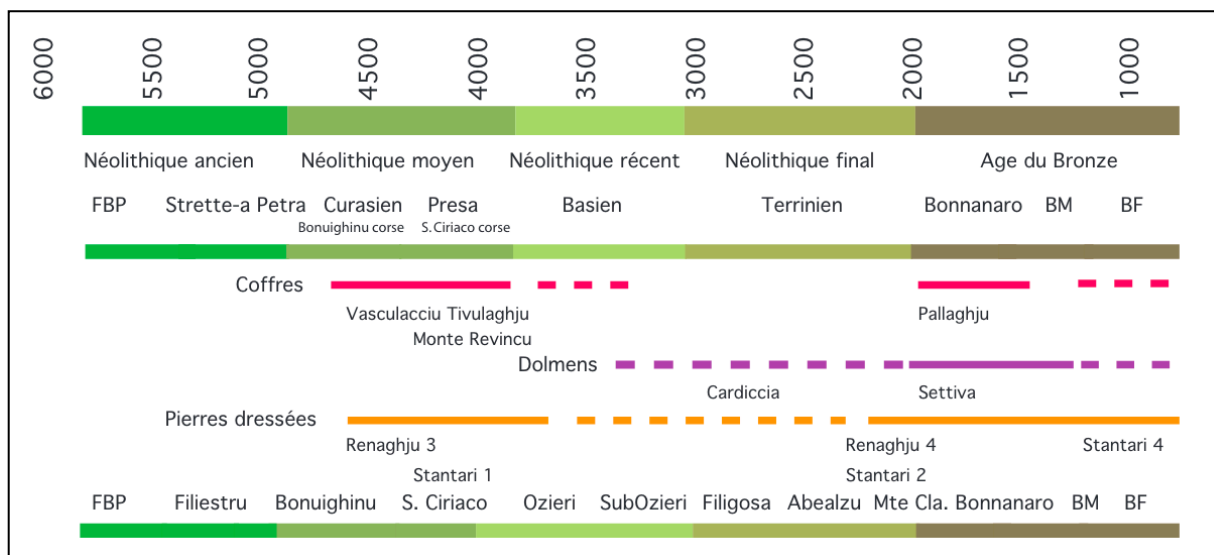 6000 5500 5000 4500 4000 3500 3000 2500 2000 1500 1000
Néolithique ancien Néolithique moyen Néolithique récent Néolithique final Age du Bronze
FBP Strette-a Petra Curasien Presa Basien Terrinien Bonnanaro BM BF
Bonuighinu corse S. Ciriaco corse
Coffres
Vasculacciu Tivulaghju Pallaghju
Monte Revincu
Dolmens
Cardiccia Settiva
Pierres dressées
Renaghju 3 Renaghju 4 Stantari 4
Stantari 1 Stantari 2
FBP Filiestru Bonuighinu S. Ciriaco Ozieri SubOzieri Filigosa Abealzu Mte Cla. Bonnanaro BM BF